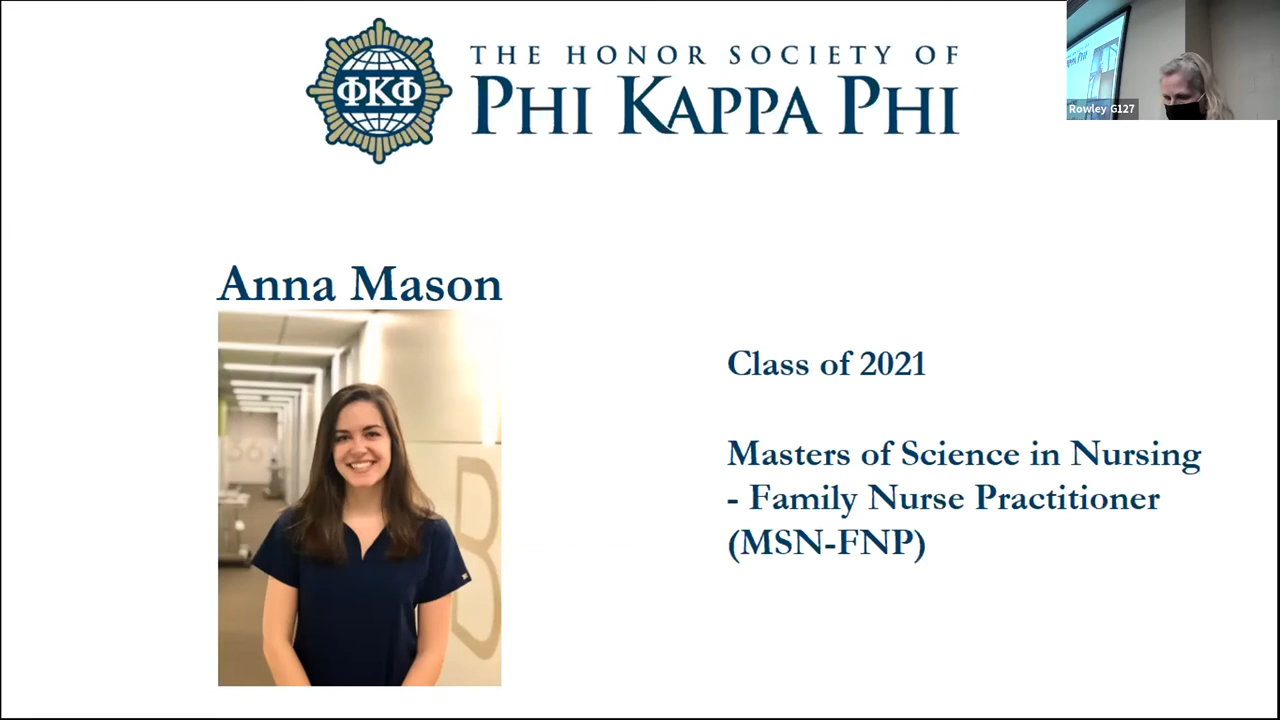 THE HONOR SOCIETY OF
ΦΚΦ
PHI KAPPA PHI
Rowley G127
Anna Mason
Class of 2021
Masters of Science in Nursing
- Family Nurse Practitioner
(MSN-FNP)
B